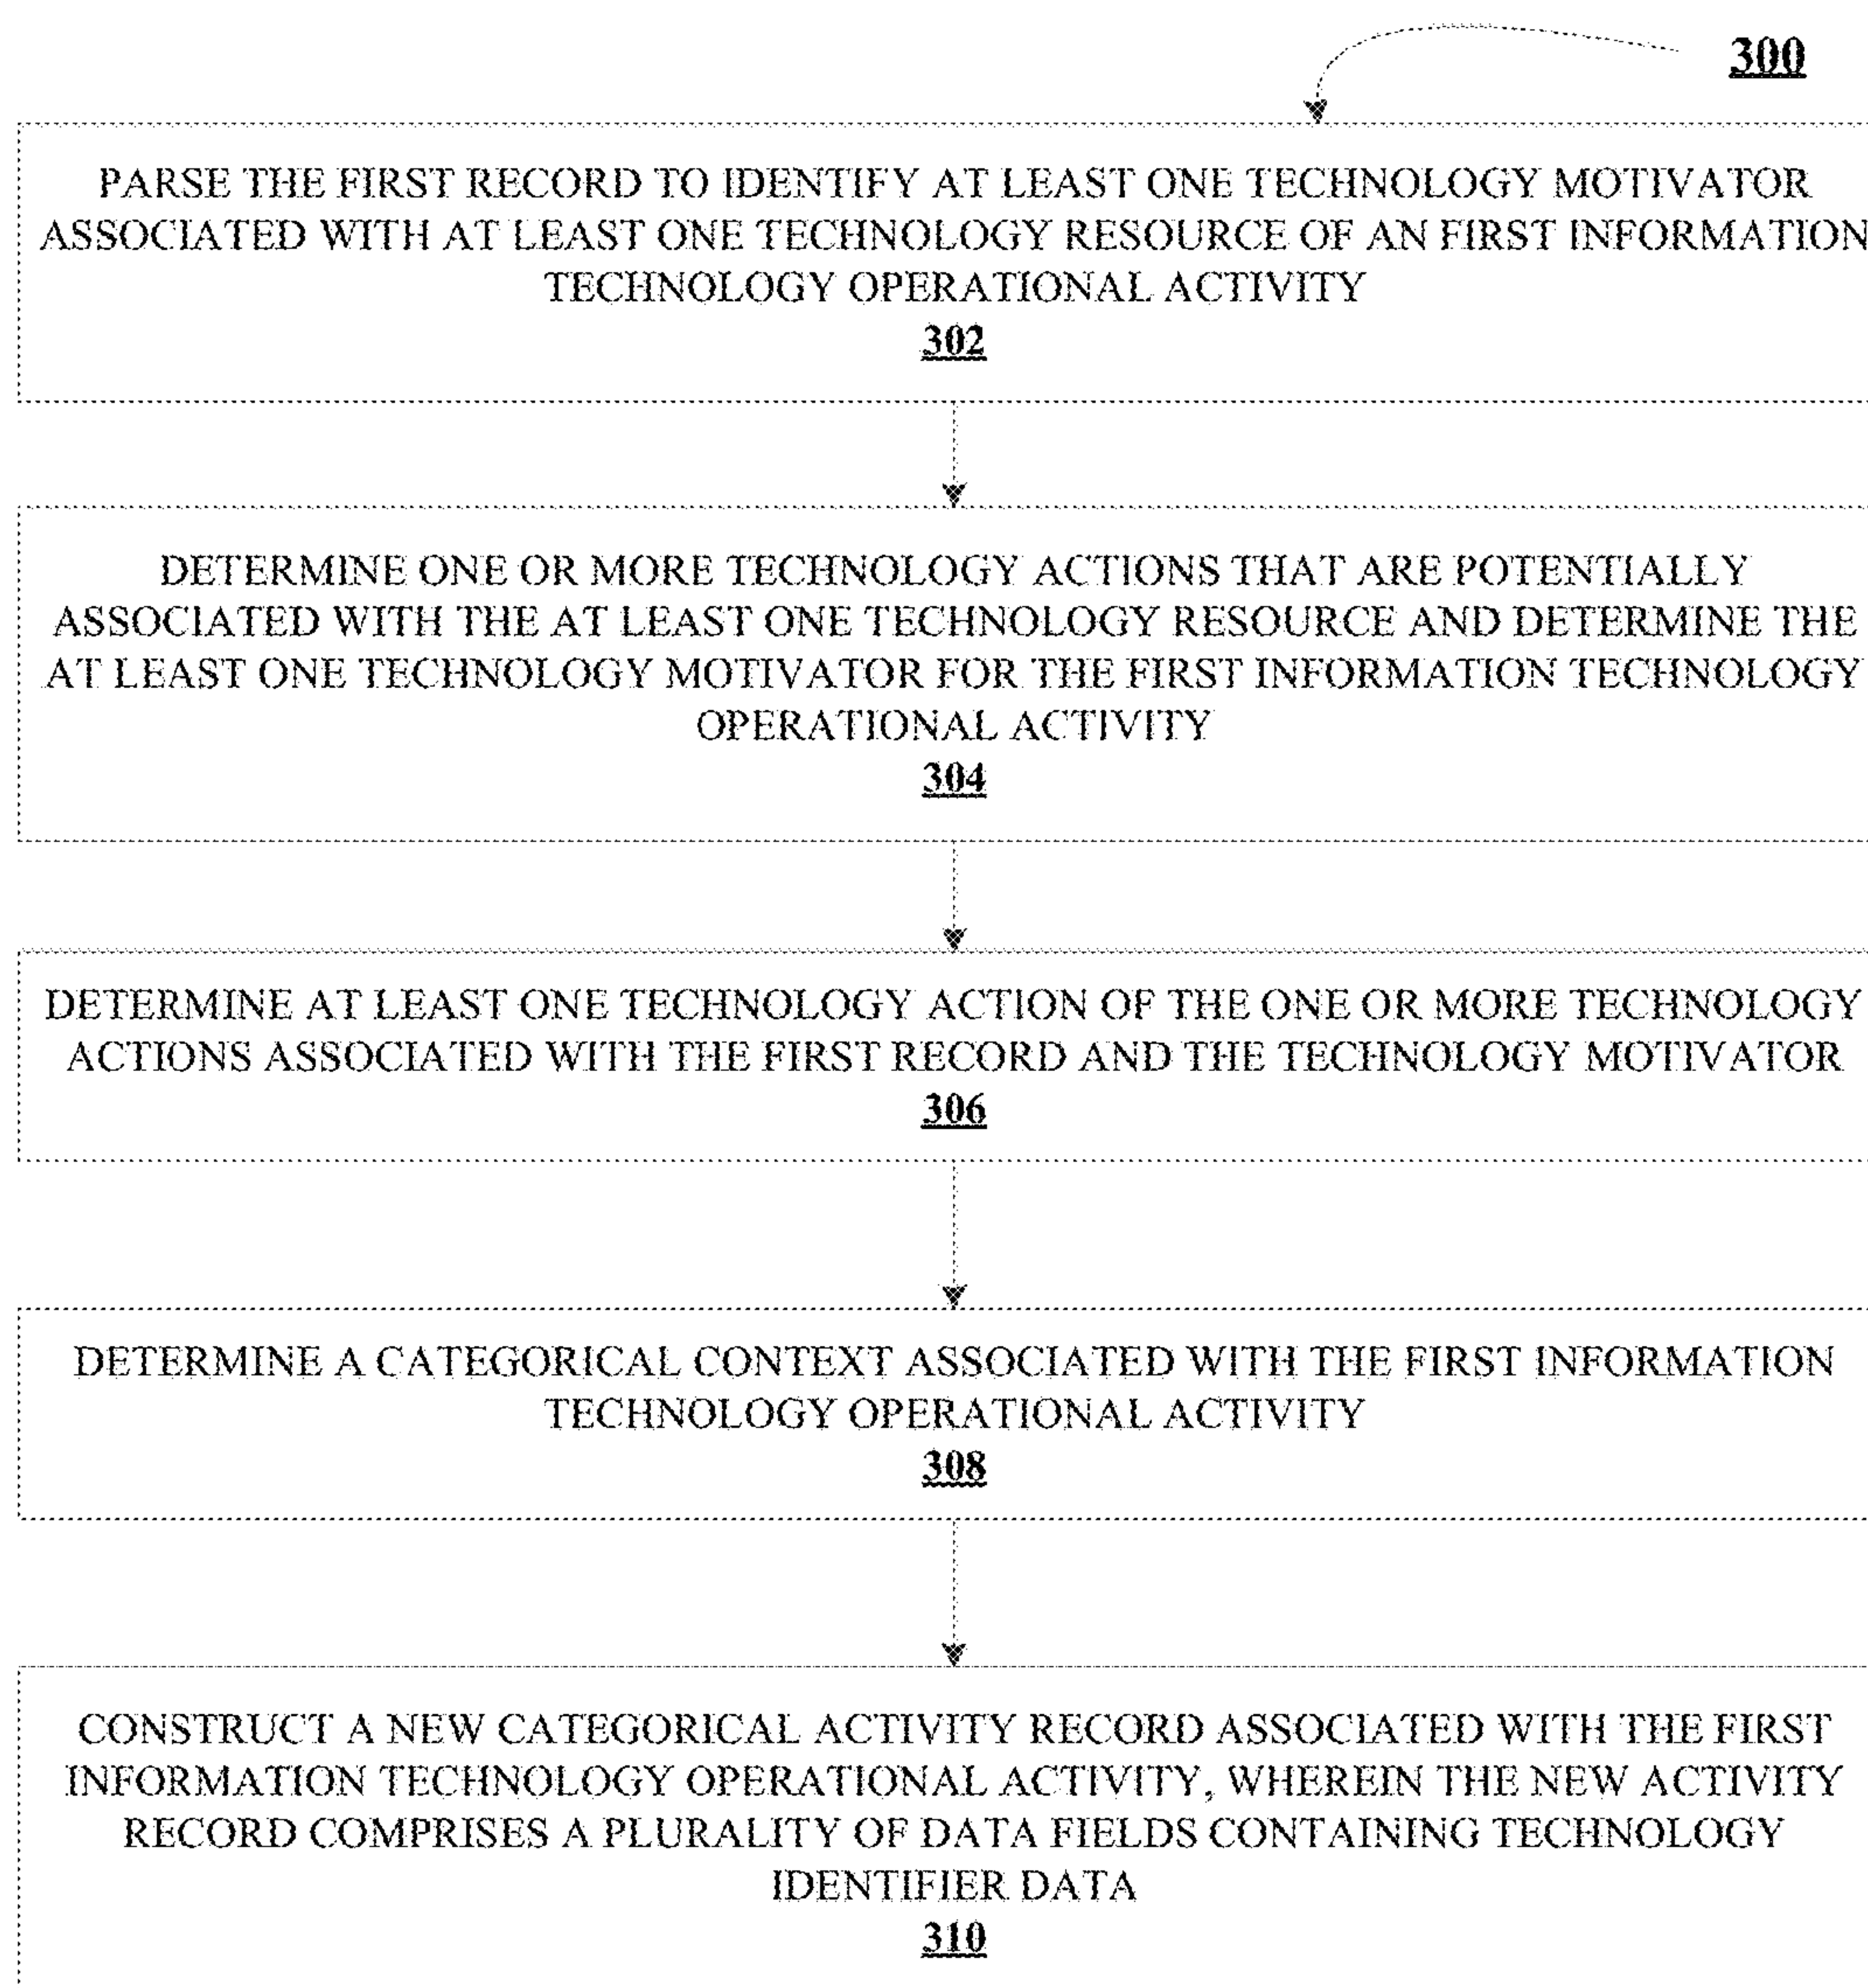 300
PARSE THE FIRST RECORD TO IDENTIFY AT LEAST ONE TECHNOLOGY MOTIVATOR
ASSOCIATED WITH AT LEAST ONE TECHNOLOGY RESOURCE OF AN FIRST INFORMATION
TECHNOLOGY OPERATIONAL ACTIVITY
302
DETERMINE ONE OR MORE TECHNOLOGY ACTIONS THAT ARE POTENTIALLY
ASSOCIATED WITH THE AT LEAST ONE TECHNOLOGY RESOURCE AND DETERMINE THE
AT LEAST ONE TECHNOLOGY MOTIVATOR FOR THE FIRST INFORMATION TECHNOLOGY
OPERATIONAL ACTIVITY
304
DETERMINE AT LEAST ONE TECHNOLOGY ACTION OF THE ONE OR MORE TECHNOLOGY
ACTIONS ASSOCIATED WITH THE FIRST RECORD AND THE TECHNOLOGY MOTIVATOR
306
DETERMINE A CATEGORICAL CONTEXT ASSOCIATED WITH THE FIRST INFORMATION
TECHNOLOGY OPERATIONAL ACTIVITY
308
CONSTRUCT A NEW CATEGORICAL ACTIVITY RECORD ASSOCIATED WITH THE FIRST
INFORMATION TECHNOLOGY OPERATIONAL ACTIVITY, WHEREIN THE NEW ACTIVITY
RECORD COMPRISES A PLURALITY OF DATA FIELDS CONTAINING TECHNOLOGY
IDENTIFIER DATA
310